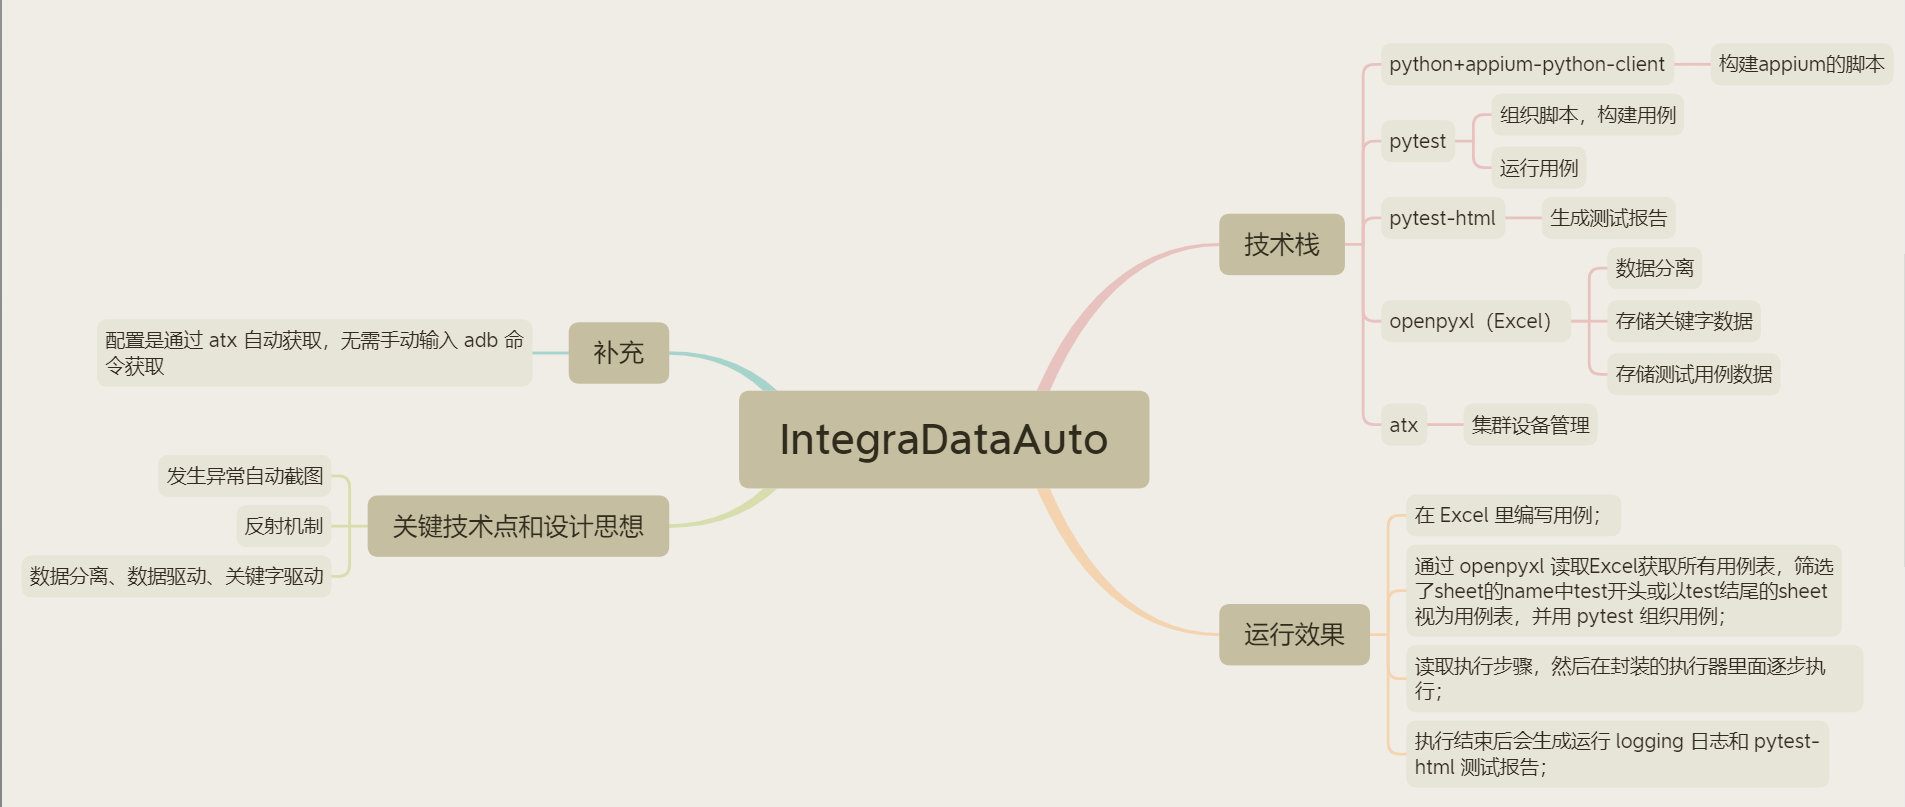 IntegraDataAuto
技术栈
python+appium-python-client
构建appium的脚本
pytest
组织脚本，构建用例
运行用例
pytest-html
生成测试报告
openpyxl（Excel）
数据分离
存储关键字数据
存储测试用例数据
atx
集群设备管理
运行效果
在 Excel 里编写用例；
通过 openpyxl 读取Excel获取所有用例表，筛选
了sheet的name中test开头或以test结尾的sheet
视为用例表，并用 pytest 组织用例；
读取执行步骤，然后在封装的执行器里面逐步执
行；
执行结束后会生成运行 logging 日志和 pytest-
html 测试报告；
补充
配置是通过 atx 自动获取，无需手动输入 adb 命
令获取
关键技术点和设计思想
发生异常自动截图
反射机制
数据分离、数据驱动、关键字驱动